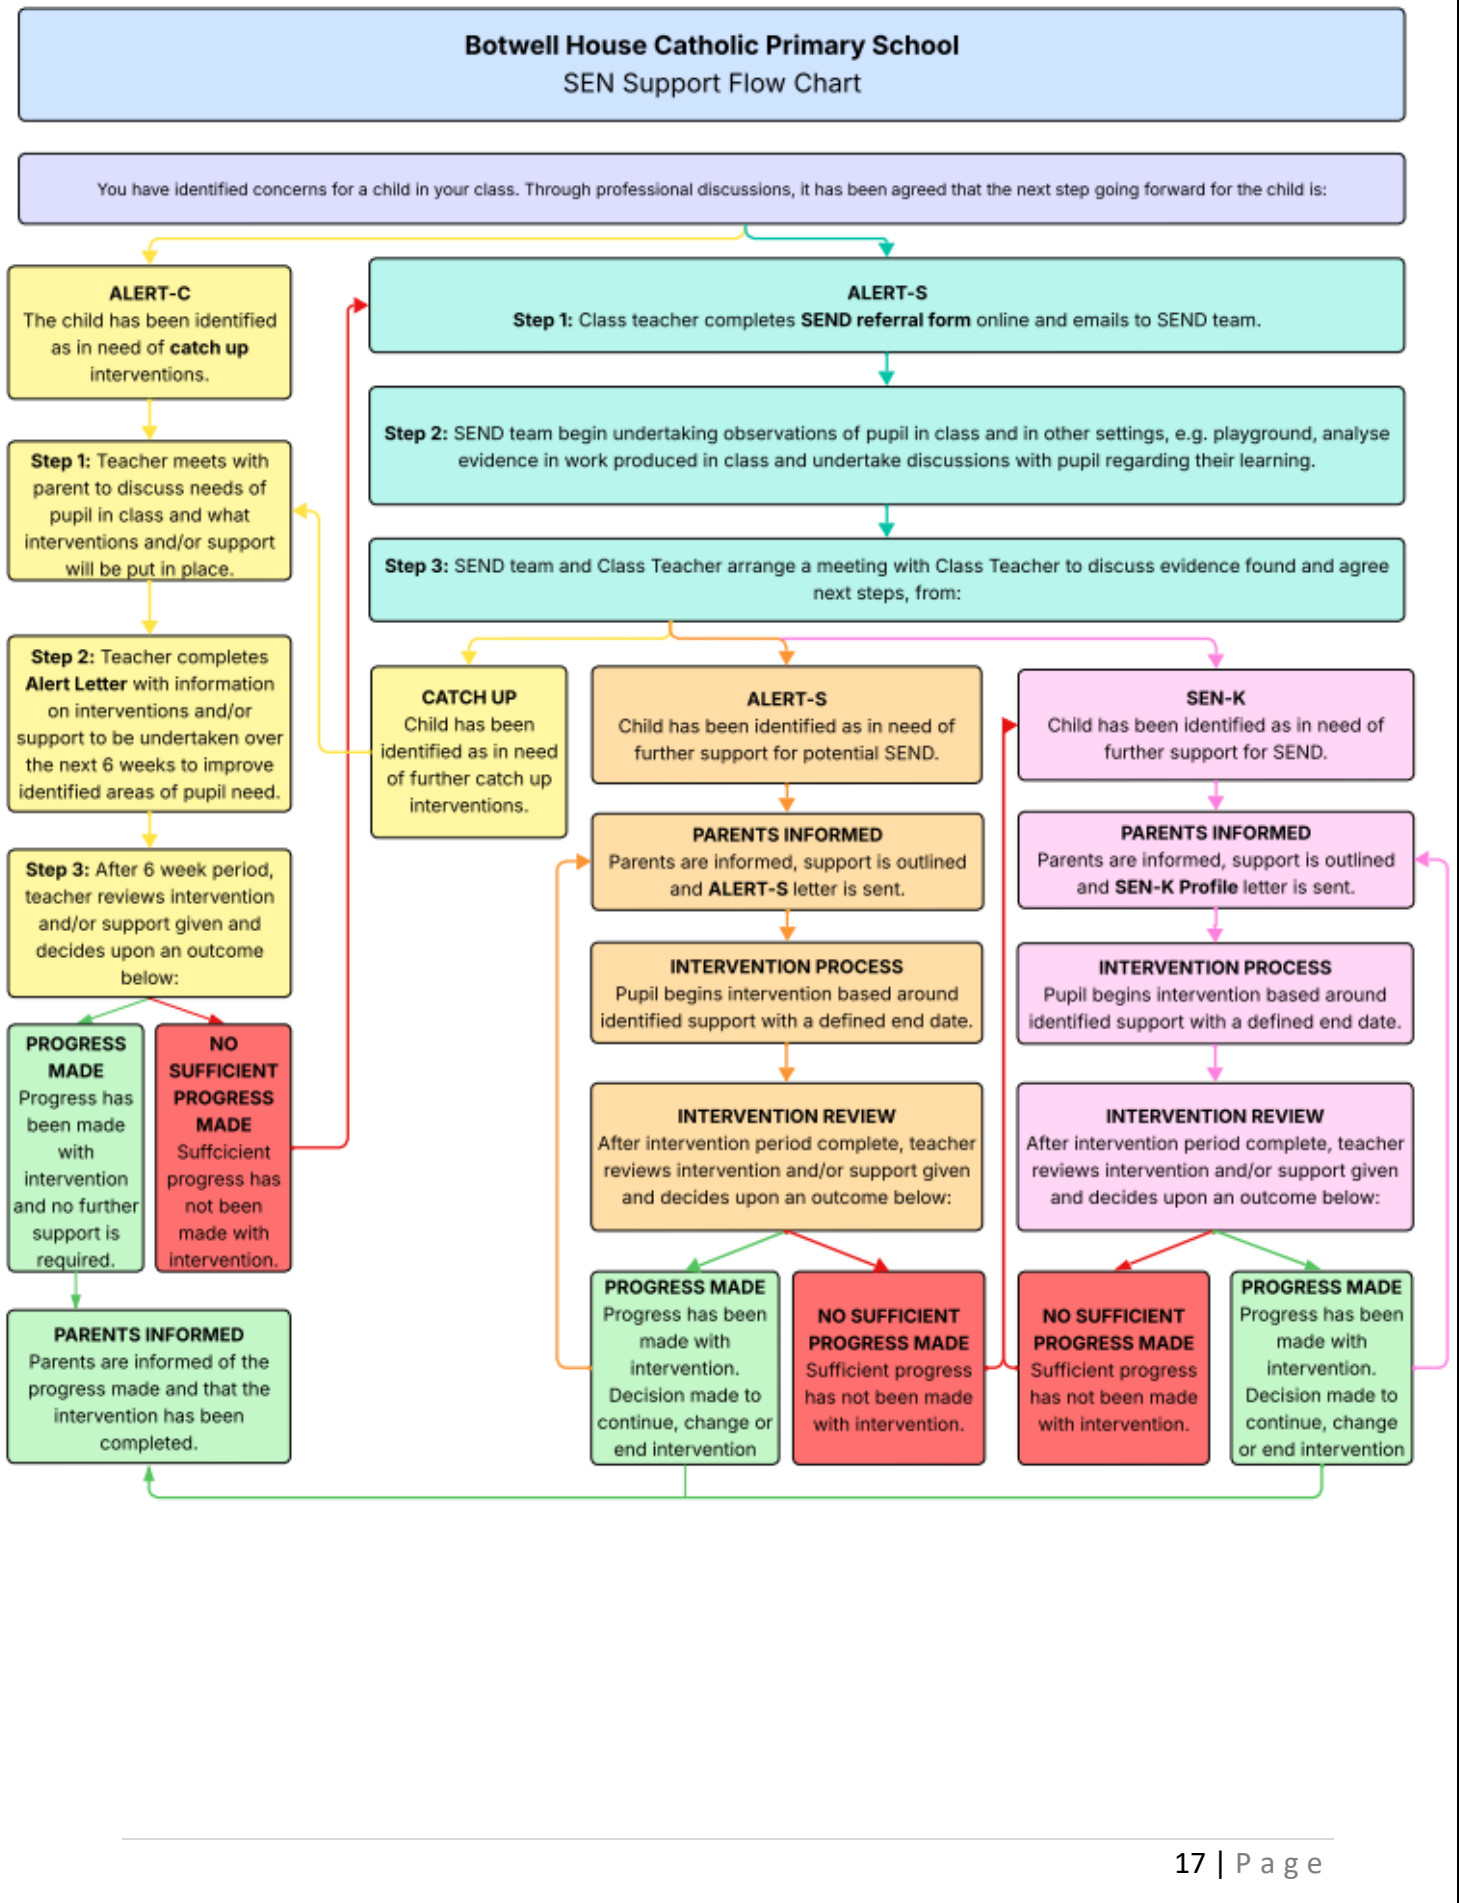 Botwell House Catholic Primary School
SEN Support Flow Chart
You have identified concerns for a child in your class. Through professional discussions, it has been agreed that the next step going forward for the child is:
ALERT-C
The child has been identified
as in need of catch up
interventions.
Step 1: Teacher meets with
parent to discuss needs of
pupil in class and what
interventions and/or support
will be put in place.
Step 2: Teacher completes
Alert Letter with information
on interventions and/or
support to be undertaken over
the next 6 weeks to improve
identified areas of pupil need.
Step 3: After 6 week period,
teacher reviews intervention
and/or support given and
decides upon an outcome
below:
PROGRESS
MADE
Progress has
been made
with
intervention
and no further
support is
required.
NO
SUFFICIENT
PROGRESS
MADE
Suffcicient
progress has
not been
made with
intervention.
PARENTS INFORMED
Parents are informed of the
progress made and that the
intervention has been
completed.
ALERT-S
Step 1: Class teacher completes SEND referral form online and emails to SEND team.
Step 2: SEND team begin undertaking observations of pupil in class and in other settings, e.g. playground, analyse
evidence in work produced in class and undertake discussions with pupil regarding their learning.
Step 3: SEND team and Class Teacher arrange a meeting with Class Teacher to discuss evidence found and agree
next steps, from:
CATCH UP
Child has been
identified as in need
of further catch up
interventions.
ALERT-S
Child has been identified as in need of
further support for potential SEND.
PARENTS INFORMED
Parents are informed, support is outlined
and ALERT-S letter is sent.
INTERVENTION PROCESS
Pupil begins intervention based around
identified support with a defined end date.
INTERVENTION REVIEW
After intervention period complete, teacher
reviews intervention and/or support given
and decides upon an outcome below:
PROGRESS MADE
Progress has been
made with
intervention.
Decision made to
continue, change or
end intervention
NO SUFFICIENT
PROGRESS MADE
Sufficient progress
has not been made
with intervention.
SEN-K
Child has been identified as in need of
further support for SEND.
PARENTS INFORMED
Parents are informed, support is outlined
and SEN-K Profile letter is sent.
INTERVENTION PROCESS
Pupil begins intervention based around
identified support with a defined end date.
INTERVENTION REVIEW
After intervention period complete, teacher
reviews intervention and/or support given
and decides upon an outcome below:
NO SUFFICIENT
PROGRESS MADE
Sufficient progress
has not been made
with intervention.
PROGRESS MADE
Progress has been
made with
intervention.
Decision made to
continue, change
or end intervention
17 | Page